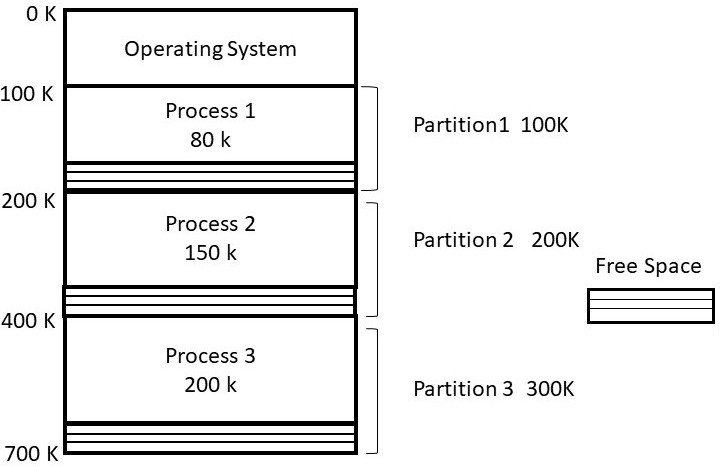 0 K
Operating System
100 K
Process 1
80 k
Partition1 100K
200 K
Process 2
150 k
Partition 2 200K
Free Space
400 K
Process 3
200 k
Partition 3 300K
700 K